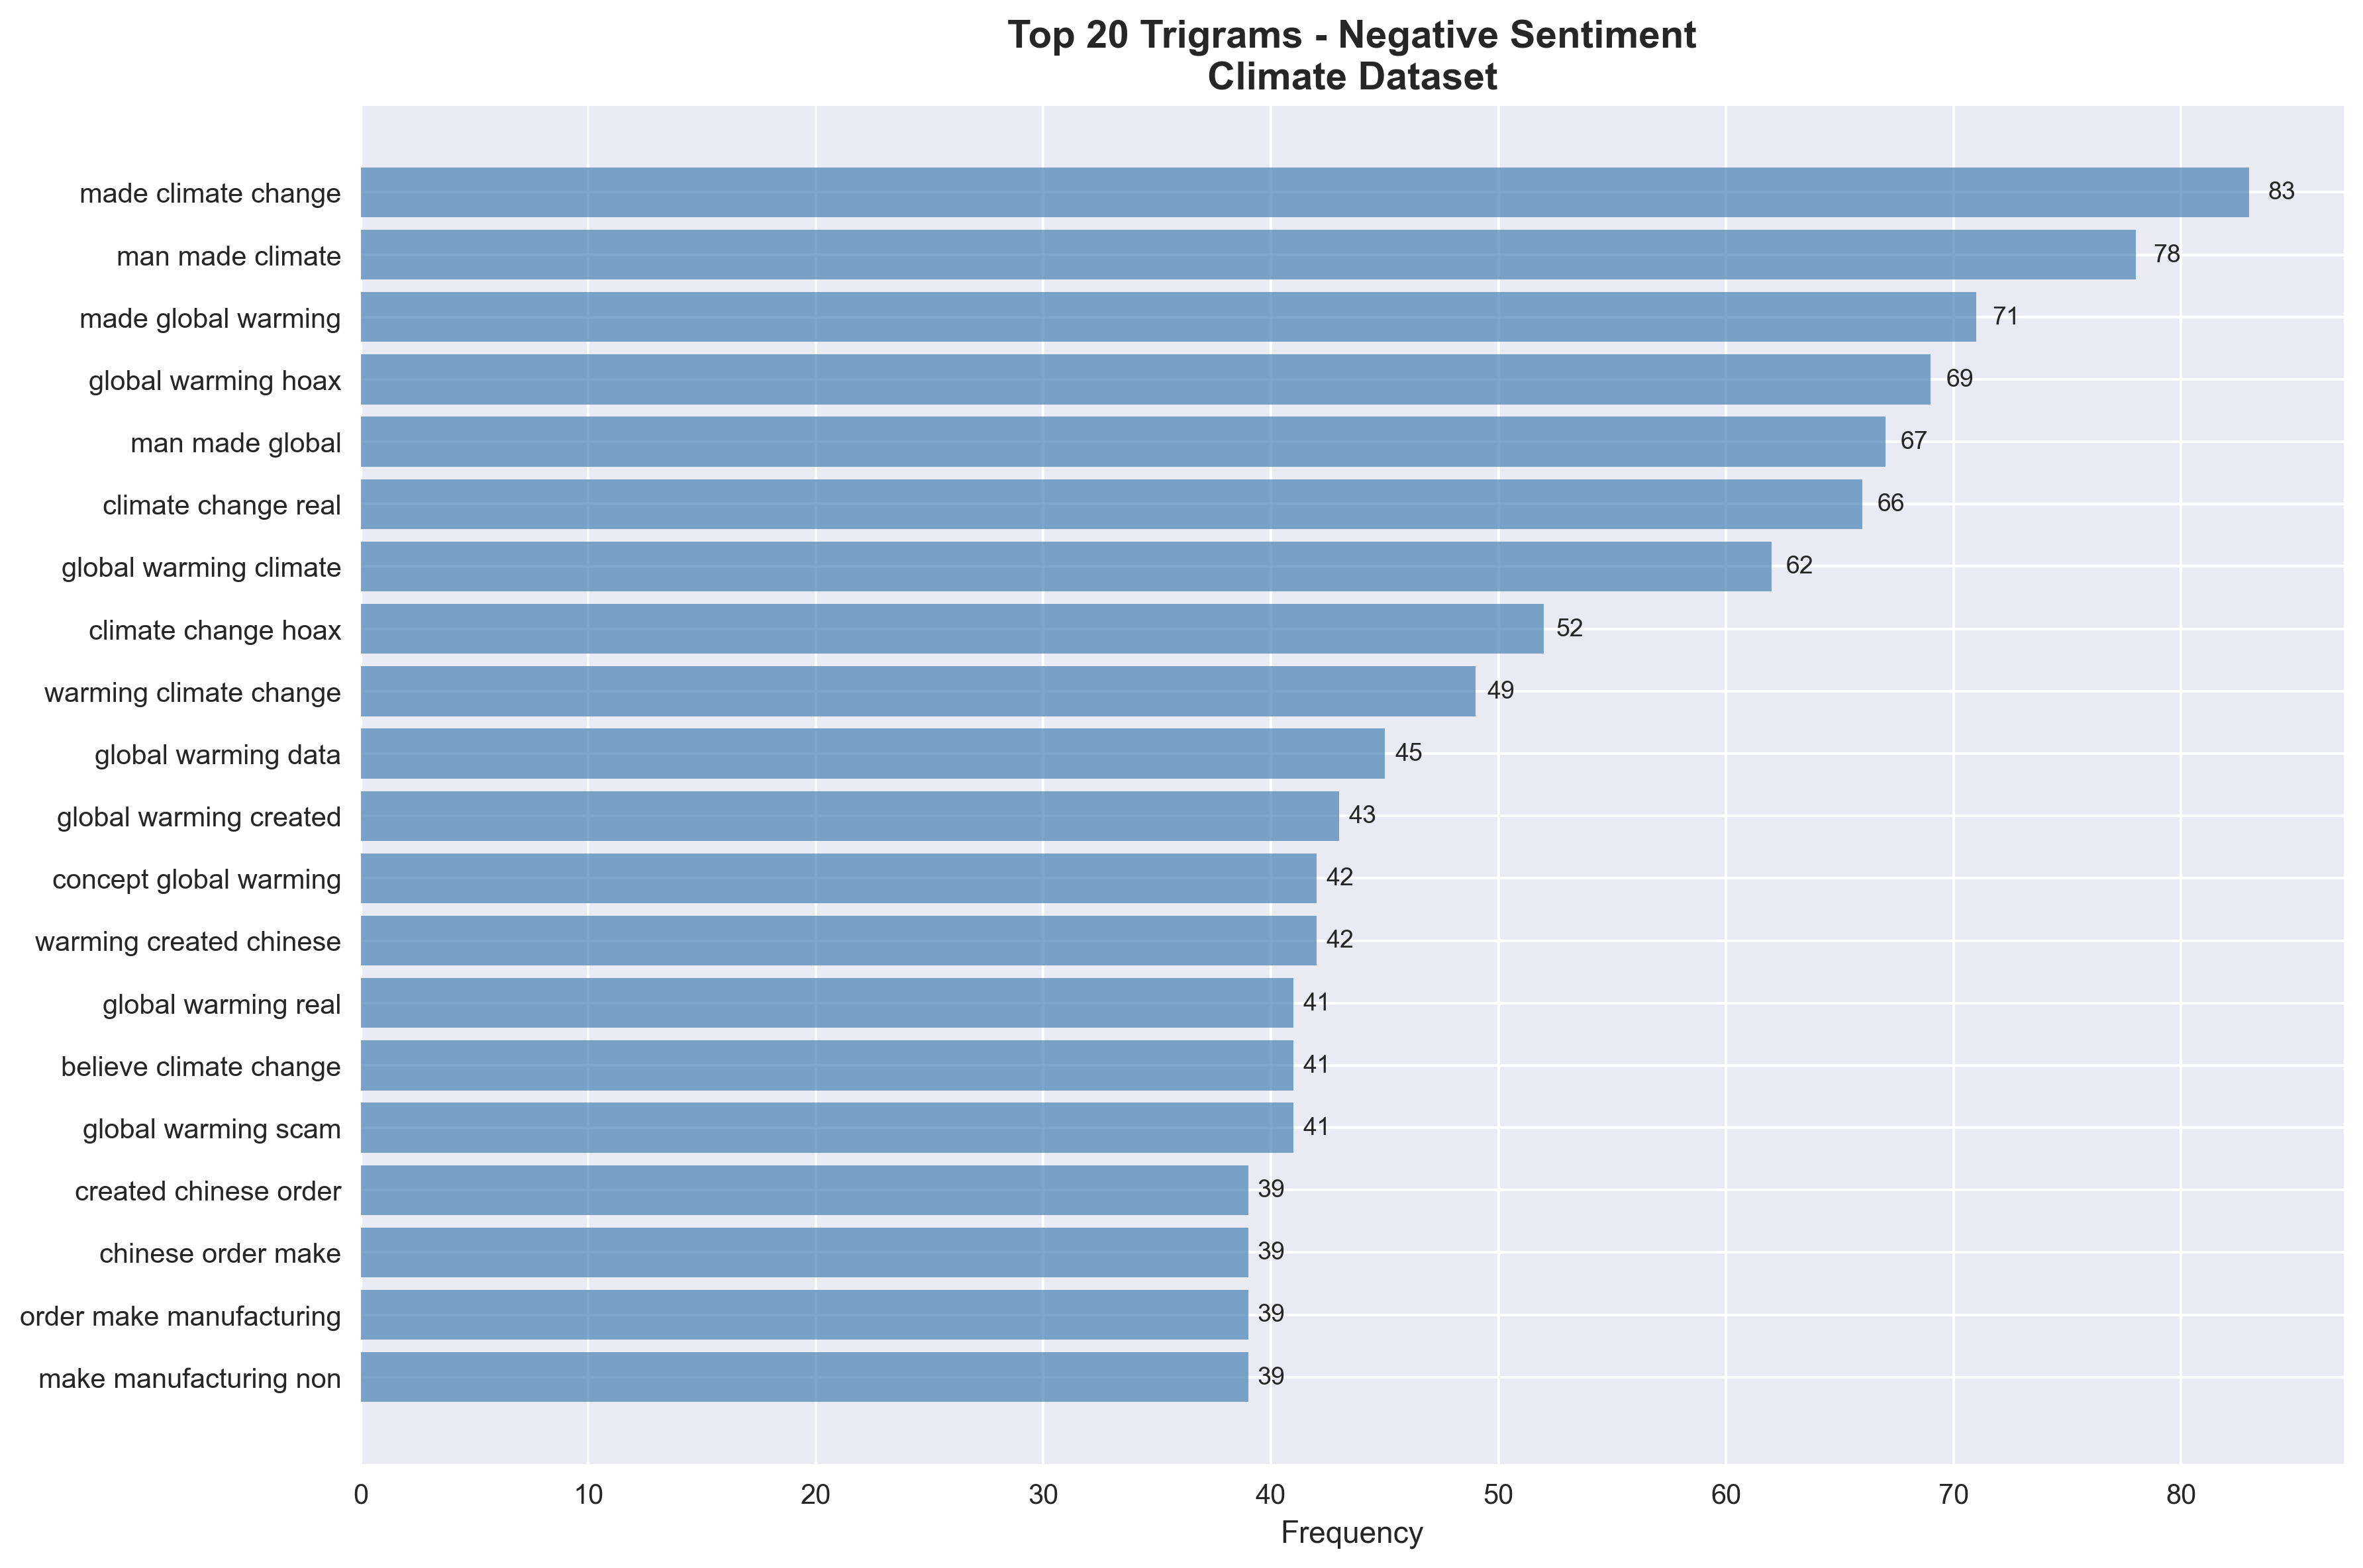 Top 20 Trigrams - Negative Sentiment
Climate Dataset
made climate change 83
man made climate 78
made global warming 71
global warming hoax 69
man made global 67
climate change real 66
global warming climate 62
climate change hoax 52
warming climate change 49
global warming data 45
global warming created 43
concept global warming 42
warming created chinese 42
global warming real 41
believe climate change 41
global warming scam 41
created chinese order 39
chinese order make 39
order make manufacturing 39
make manufacturing non 39
0 10 20 30 40 50 60 70 80
Frequency